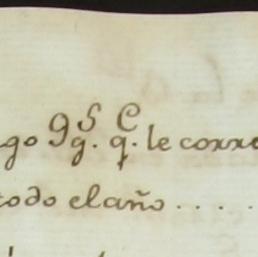 go 9g.s q.e le corre
todo el año . . . . .